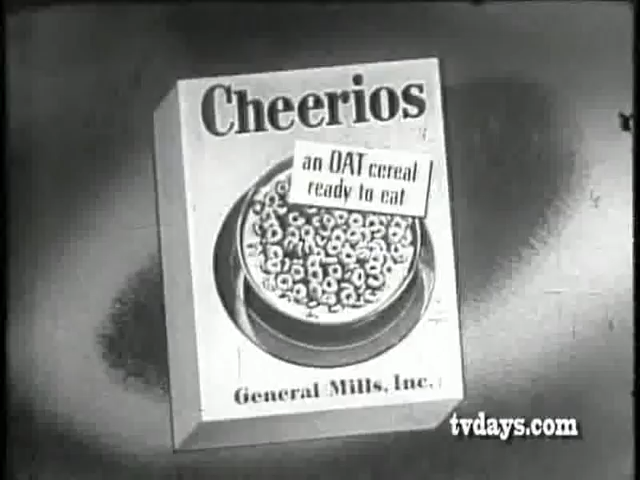 Cheerios
an OAT cereal
ready to eat
General Mills, Inc.
tvdays.com